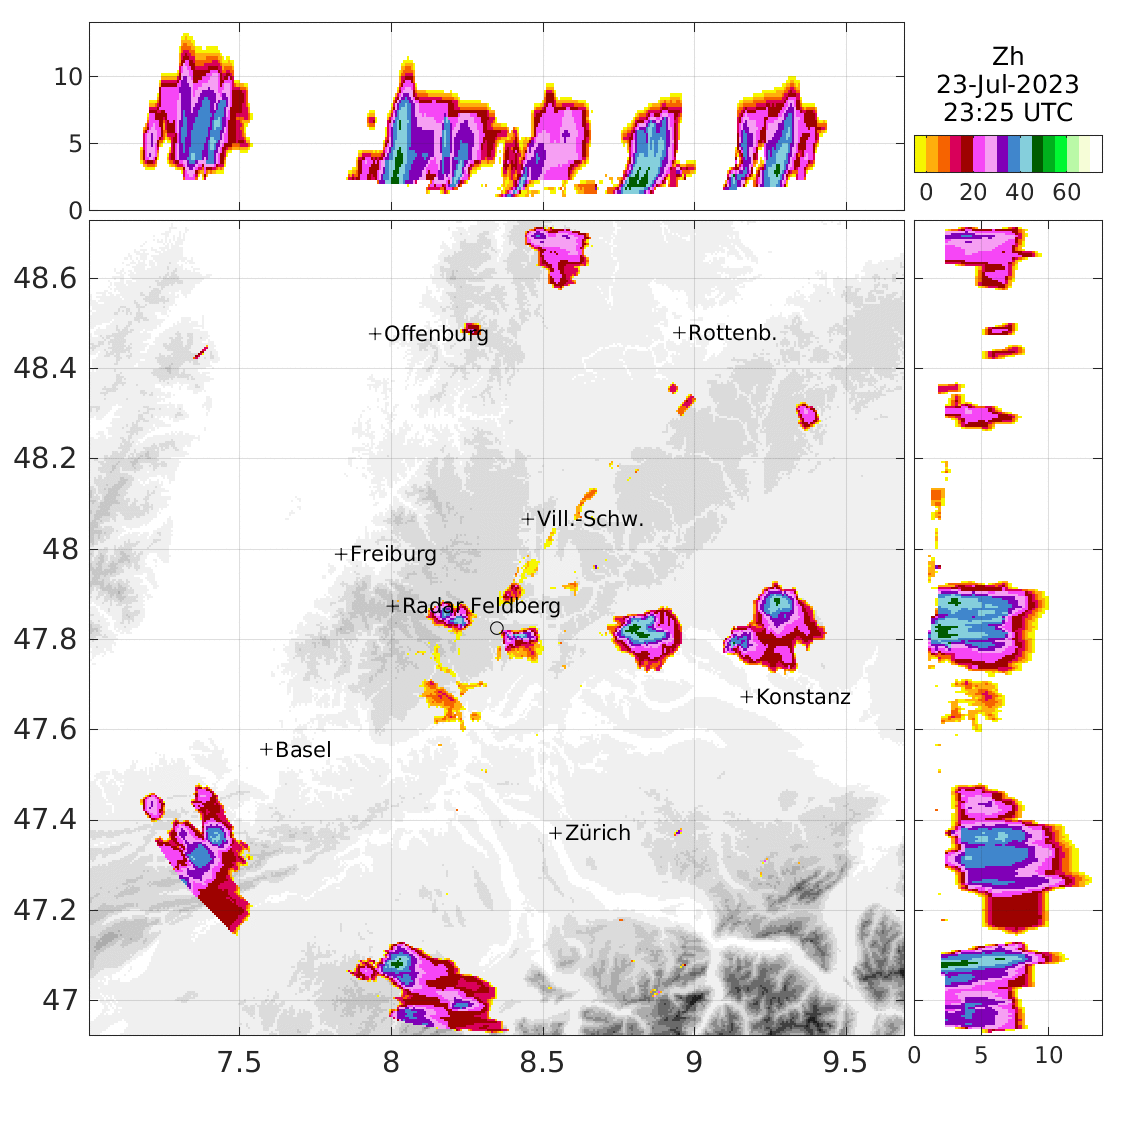 Zh
23-Jul-2023
23:25 UTC
0 20 40 60
10
5
0
48.6
48.4
48.2
48
47.8
47.6
47.4
47.2
47
+Offenburg
+Rottenb.
+Vill.-Schw.
+Freiburg
+Radar Feldberg
+Konstanz
+Basel
+Zürich
7.5 8 8.5 9 9.5
0 5 10